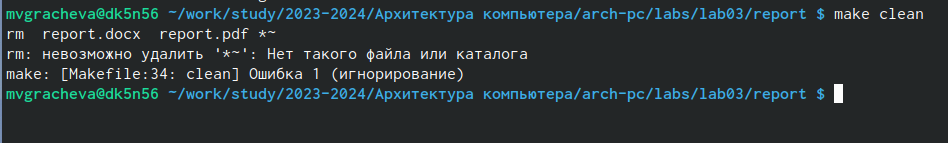 mvgracheva@dk5n56 ~/work/study/2023-2024/Архитектура компьютера/arch-pc/labs/lab03/report $ make clean
rm  report.docx  report.pdf *~
rm: невозможно удалить '*~': Нет такого файла или каталога
make: [Makefile:34: clean] Ошибка 1 (игнорирование)
mvgracheva@dk5n56 ~/work/study/2023-2024/Архитектура компьютера/arch-pc/labs/lab03/report $